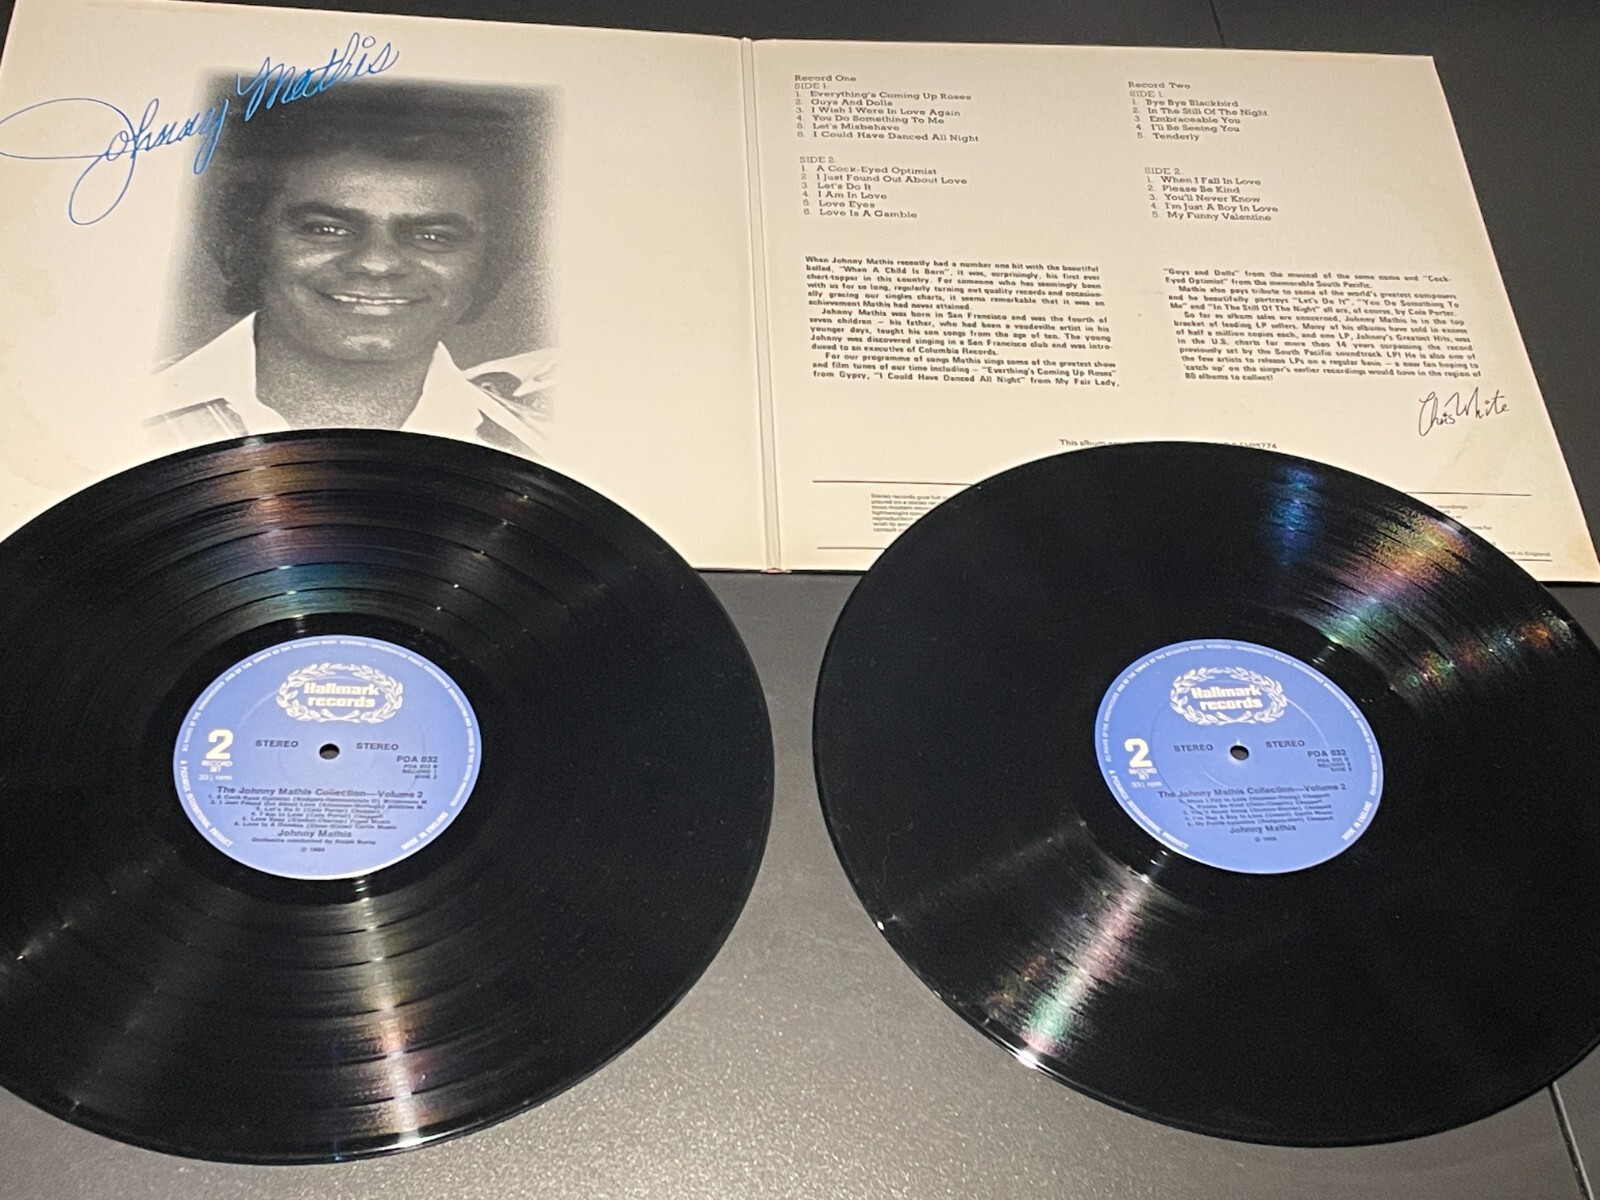 Johnny Mathis
Record One
SIDE 1.
1. Everything's Coming Up Roses
2. Guys And Dolls
3. I Wish I Were In Love Again
4. You Do Something To Me
5. Let's Misbehave
6. I Could Have Danced All Night
SIDE 2.
1. A Cock-Eyed Optimist
2. I Just Found Out About Love
3. Let's Do It
4. I Am In Love
5. Love Eyes
6. Love Is A Gamble
Record Two
SIDE 1.
1. Bye Bye Blackbird
2. In The Still Of The Night
3. Embraceable You
4. I'll Be Seeing You
5. Tenderly
SIDE 2.
1. When I Fall In Love
2. Please Be Kind
3. You'll Never Know
4. I'm Just A Boy In Love
5. My Funny Valentine
When Johnny Mathis recently had a number one hit with the beautiful
ballad, "When A Child Is Born", it was, surprisingly, his first ever
chart-topper in this country. For someone who has seemingly been
with us for so long, regularly turning out quality records and occasion-
ally gracing our singles charts, it seems remarkable that it was an
achievement Mathis had never attained.
Johnny Mathis was born in San Francisco and was the fourth of
seven children – his father, who had been a vaudeville artist in his
younger days, taught his son songs from the age of ten. The young
Johnny was discovered singing in a San Francisco club and was intro-
duced to an executive of Columbia Records.
For our programme of songs Mathis sings some of the greatest show
and film tunes of our time including – "Everthing's Coming Up Roses"
from Gypsy, "I Could Have Danced All Night" from My Fair Lady,
"Guys and Dolls" from the musical of the same name and "Cock-
Eyed Optimist" from the memorable South Pacific.
Mathis also pays tribute to some of the world's greatest composers
and he beautifully portrays "Let's Do It", "You Do Something To
Me" and "In The Still Of The Night" all are, of course, by Cole Porter.
So far as album sales are concerned, Johnny Mathis is in the top
bracket of leading LP sellers. Many of his albums have sold in excess
of half a million copies each, and one LP, Johnny's Greatest Hits, was
in the U.S. charts for more than 14 years surpassing the record
previously set by the South Pacific soundtrack LP! He is also one of
the few artists to release LPs on a regular basis – a new fan hoping to
'catch up' on the singer's earlier recordings would have in the region of
80 albums to collect!
Chris White
This album
Hallmark
records
2
RECORD
SET
STEREO STEREO
PDA 032
RECORD 1
SIDE 2
The Johnny Mathis Collection—Volume 2
Johnny Mathis
Orchestra conducted by Ralph Burns
Hallmark
records
2
RECORD
SET
STEREO STEREO
PDA 032
RECORD 2
SIDE 2
The Johnny Mathis Collection—Volume 2
Johnny Mathis